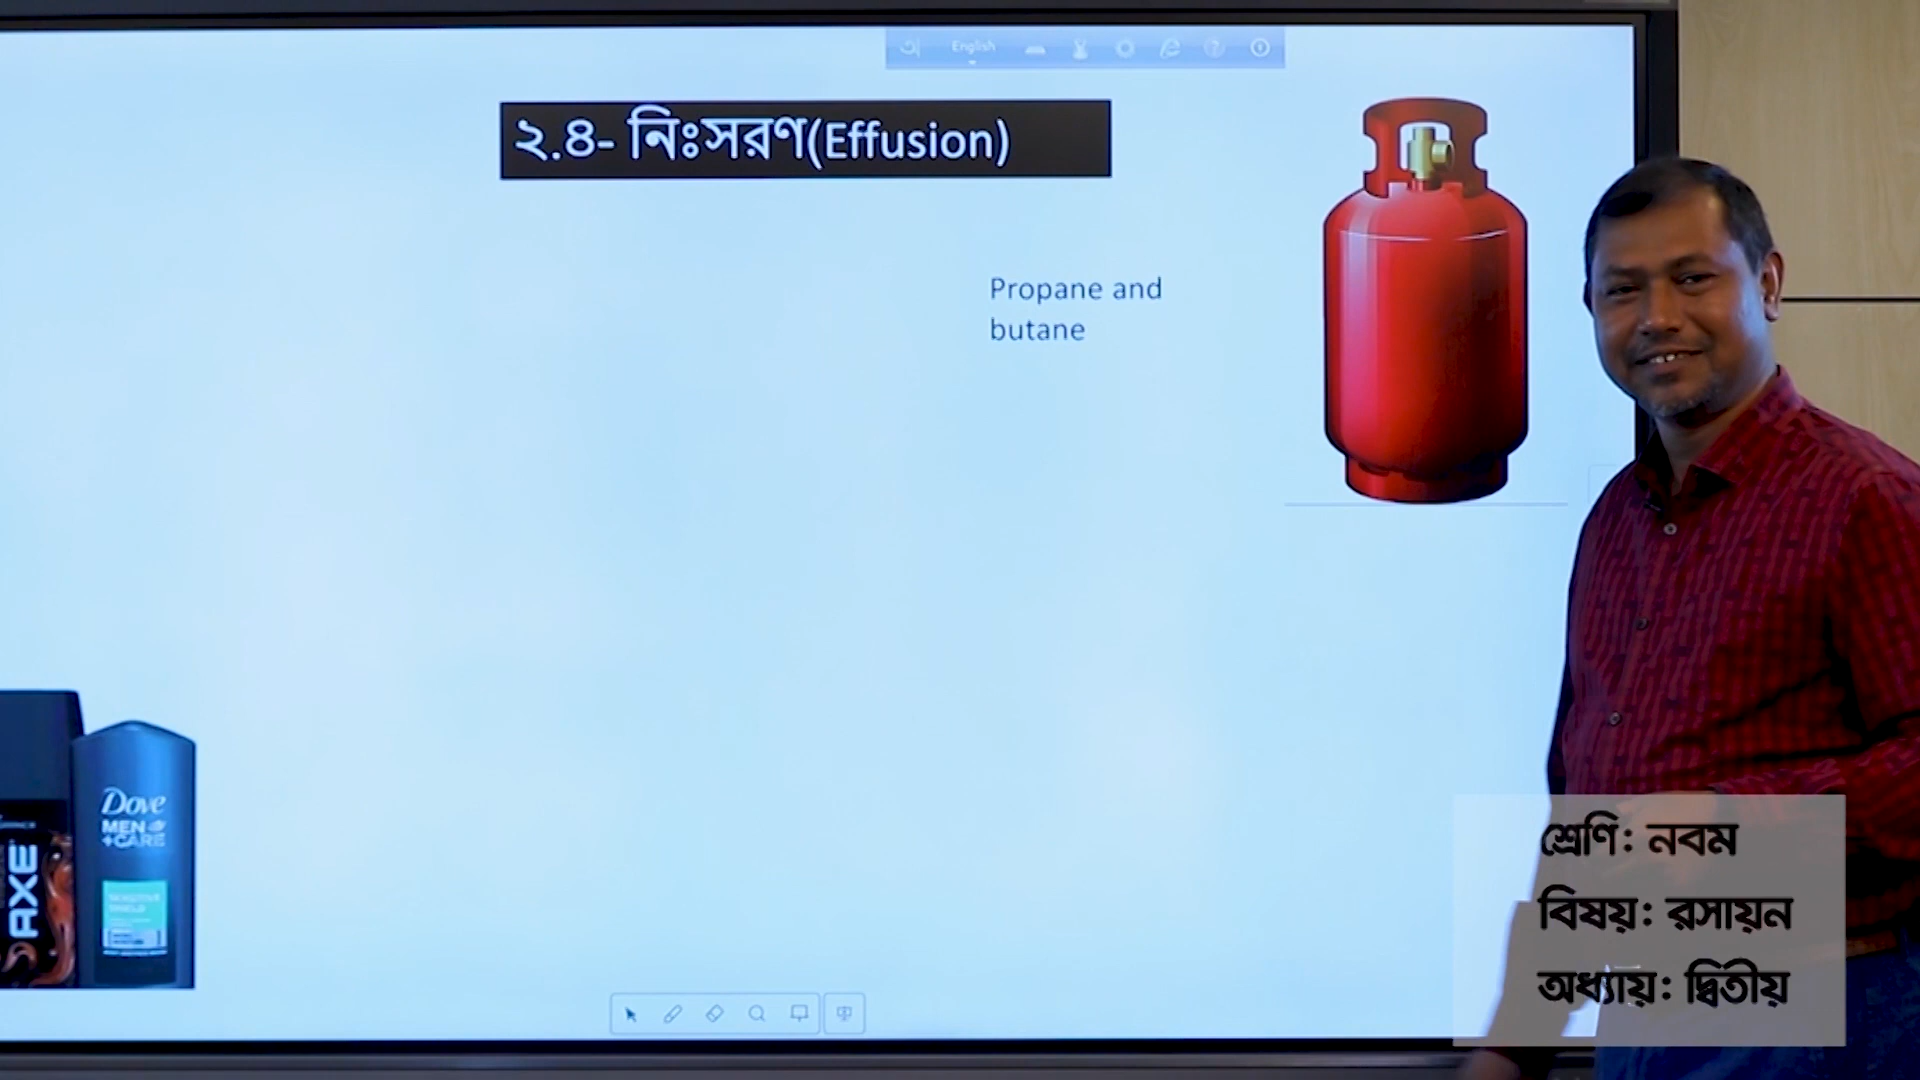 English
২.৪- নিঃসরণ(Effusion)
Propane and
butane
Dove
MEN
+CARE
AXE
শ্রেণি: নবম
বিষয়: রসায়ন
অধ্যায়: দ্বিতীয়